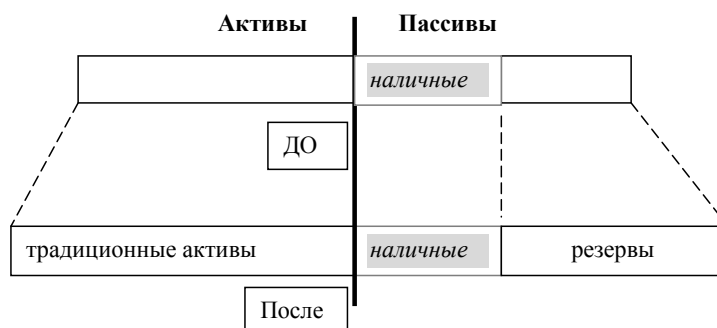 Активы Пассивы
наличные
ДО
традиционные активы наличные резервы
После